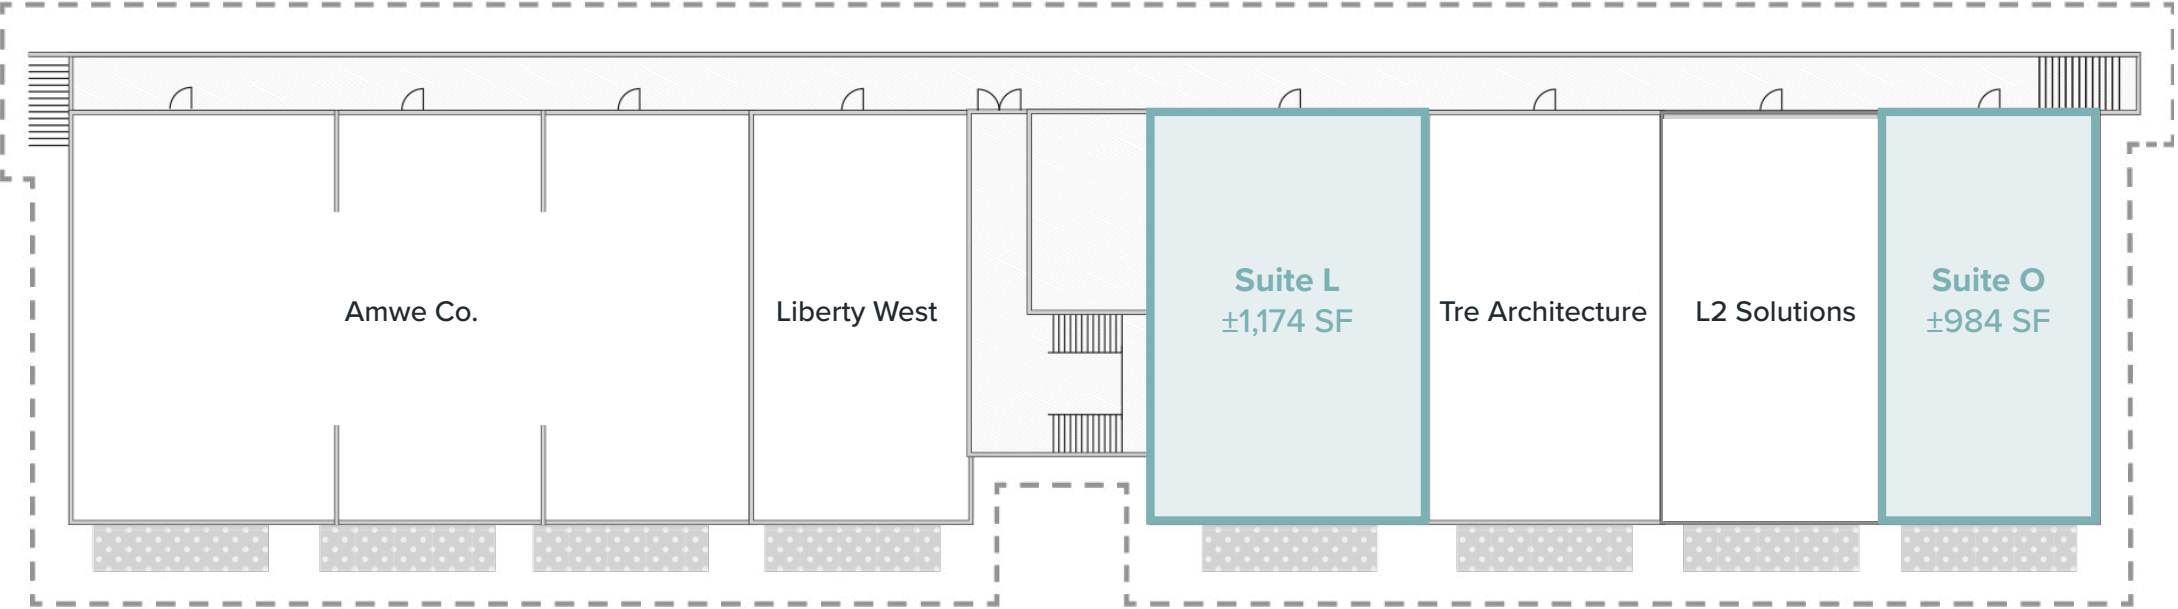 Amwe Co.
Liberty West
Suite L
±1,174 SF
Tre Architecture
L2 Solutions
Suite O
±984 SF